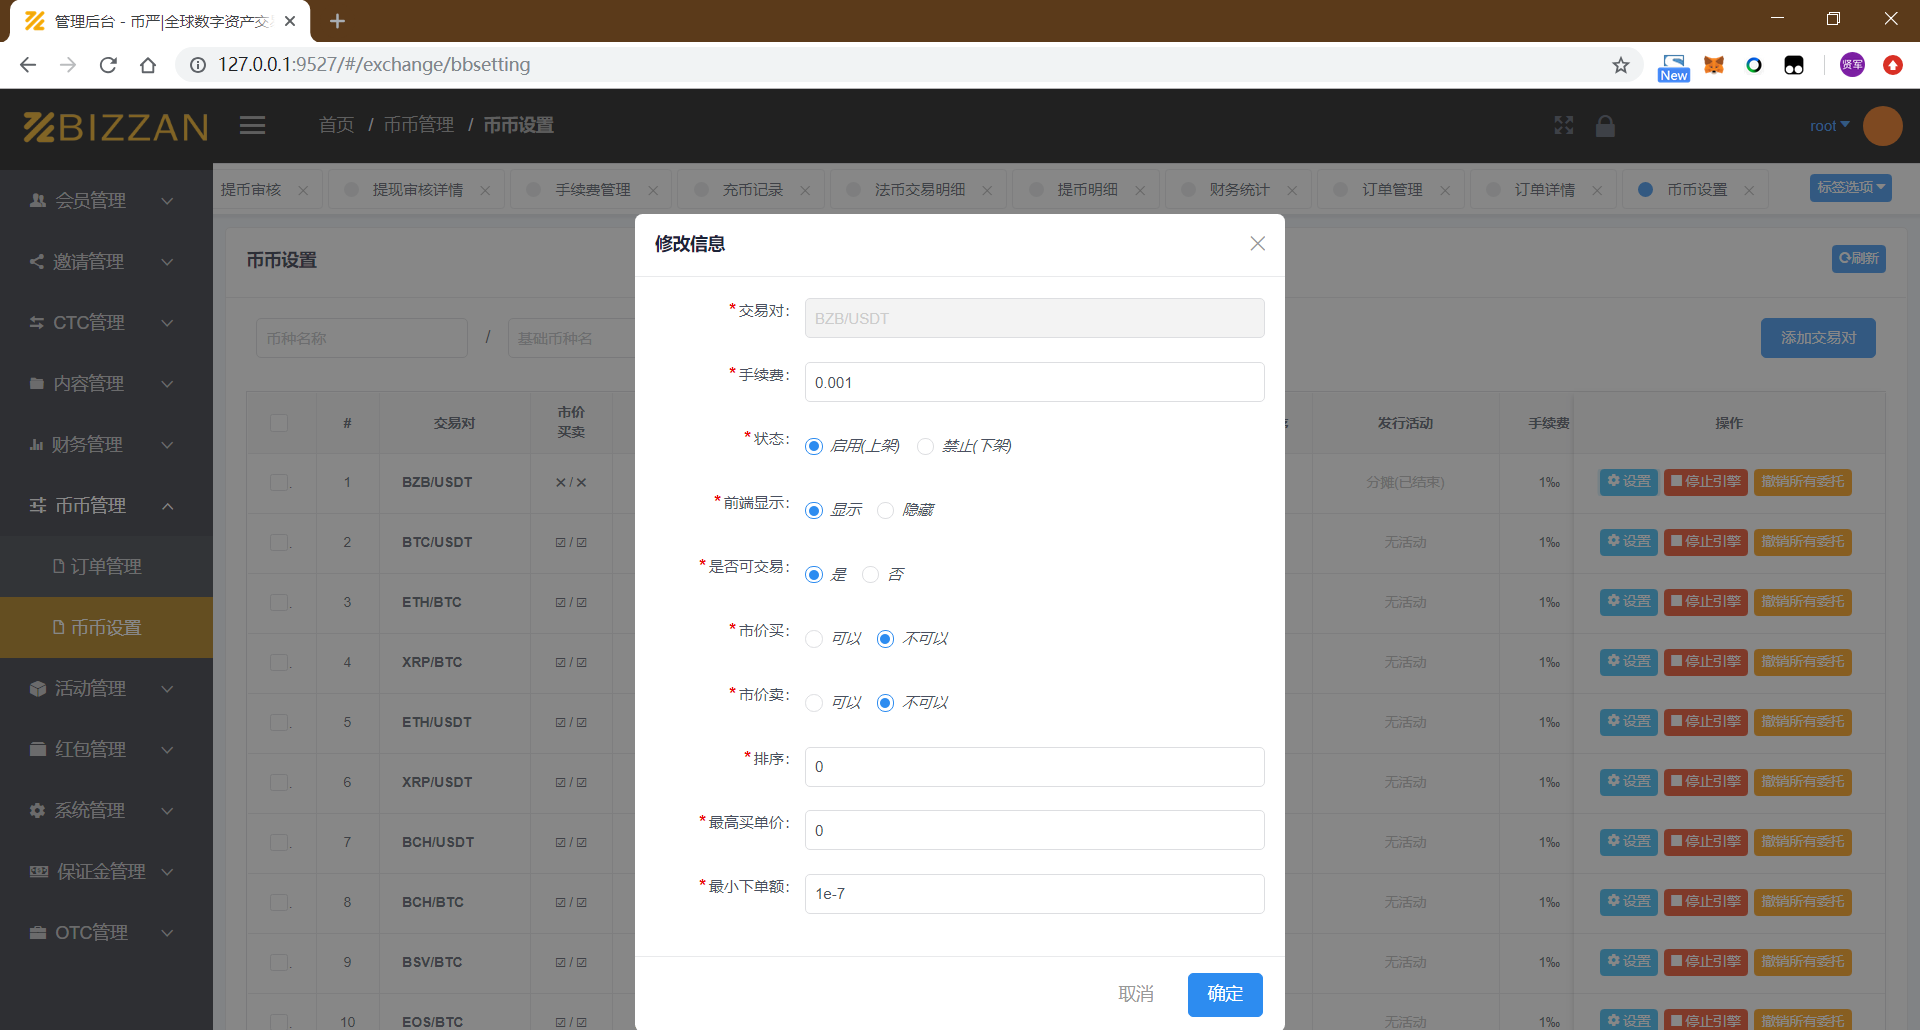 管理后台 - 币严|全球数字资产交
127.0.0.1:9527/#/exchange/bbsetting
New
贤军
BIZZAN
首页 / 币币管理 / 币币设置
root
提币审核
提现审核详情
手续费管理
充币记录
法币交易明细
提币明细
财务统计
订单管理
订单详情
币币设置
标签选项
会员管理
邀请管理
CTC管理
内容管理
财务管理
币币管理
订单管理
币币设置
活动管理
红包管理
系统管理
保证金管理
OTC管理
币币设置
刷新
币种名称 / 基础币种名
添加交易对
# 交易对 市价买卖 发行活动 手续费 操作
1 BZB/USDT ✕/✕ 分摊(已结束) 1‰ 设置 停止引擎 撤销所有委托
2 BTC/USDT ☑/☑ 无活动 1‰ 设置 停止引擎 撤销所有委托
3 ETH/BTC ☑/☑ 无活动 1‰ 设置 停止引擎 撤销所有委托
4 XRP/BTC ☑/☑ 无活动 1‰ 设置 停止引擎 撤销所有委托
5 ETH/USDT ☑/☑ 无活动 1‰ 设置 停止引擎 撤销所有委托
6 XRP/USDT ☑/☑ 无活动 1‰ 设置 停止引擎 撤销所有委托
7 BCH/USDT ☑/☑ 无活动 1‰ 设置 停止引擎 撤销所有委托
8 BCH/BTC ☑/☑ 无活动 1‰ 设置 停止引擎 撤销所有委托
9 BSV/BTC ☑/☑ 无活动 1‰ 设置 停止引擎 撤销所有委托
10 EOS/BTC ☑/☑ 无活动 1‰ 设置 停止引擎 撤销所有委托
修改信息
*交易对: BZB/USDT
*手续费: 0.001
*状态: 启用(上架) 禁止(下架)
*前端显示: 显示 隐藏
*是否可交易: 是 否
*市价买: 可以 不可以
*市价卖: 可以 不可以
*排序: 0
*最高买单价: 0
*最小下单额: 1e-7
取消 确定